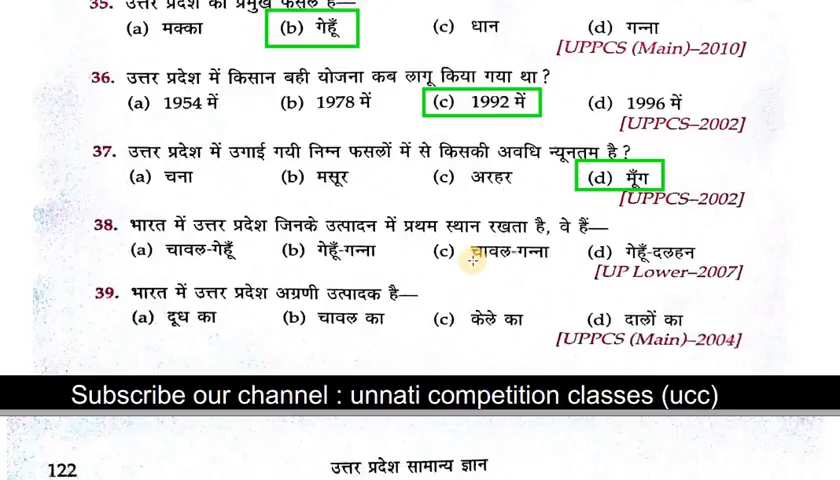 35. उत्तर प्रदेश की प्रमुख फसल है—
(a) मक्का (b) गेहूँ (c) धान (d) गन्ना
[UPPCS (Main)–2010]
36. उत्तर प्रदेश में किसान बही योजना कब लागू किया गया था ?
(a) 1954 में (b) 1978 में (c) 1992 में (d) 1996 में
[UPPCS–2002]
37. उत्तर प्रदेश में उगाई गयी निम्न फसलों में से किसकी अवधि न्यूनतम है ?
(a) चना (b) मसूर (c) अरहर (d) मूँग
[UPPCS–2002]
38. भारत में उत्तर प्रदेश जिनके उत्पादन में प्रथम स्थान रखता है, वे हैं—
(a) चावल-गेहूँ (b) गेहूँ-गन्ना (c) चावल-गन्ना (d) गेहूँ-दलहन
[UP Lower–2007]
39. भारत में उत्तर प्रदेश अग्रणी उत्पादक है—
(a) दूध का (b) चावल का (c) केले का (d) दालों का
[UPPCS (Main)–2004]
Subscribe our channel : unnati competition classes (ucc)
122 उत्तर प्रदेश सामान्य ज्ञान